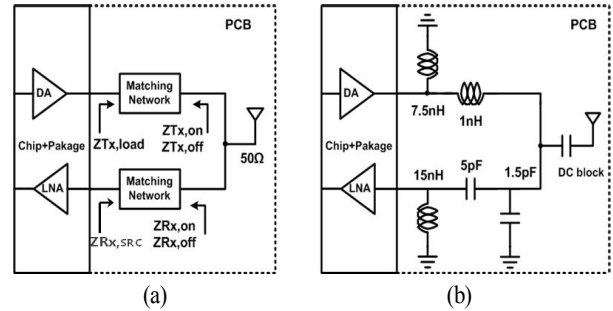 PCB
DA
Matching
Network
ZTx,load
ZTx,on
ZTx,off
Chip+Pakage
50Ω
LNA
Matching
Network
ZRx,SRC
ZRx,on
ZRx,off
(a)
PCB
DA
7.5nH
1nH
Chip+Pakage
DC block
LNA
15nH
5pF
1.5pF
(b)